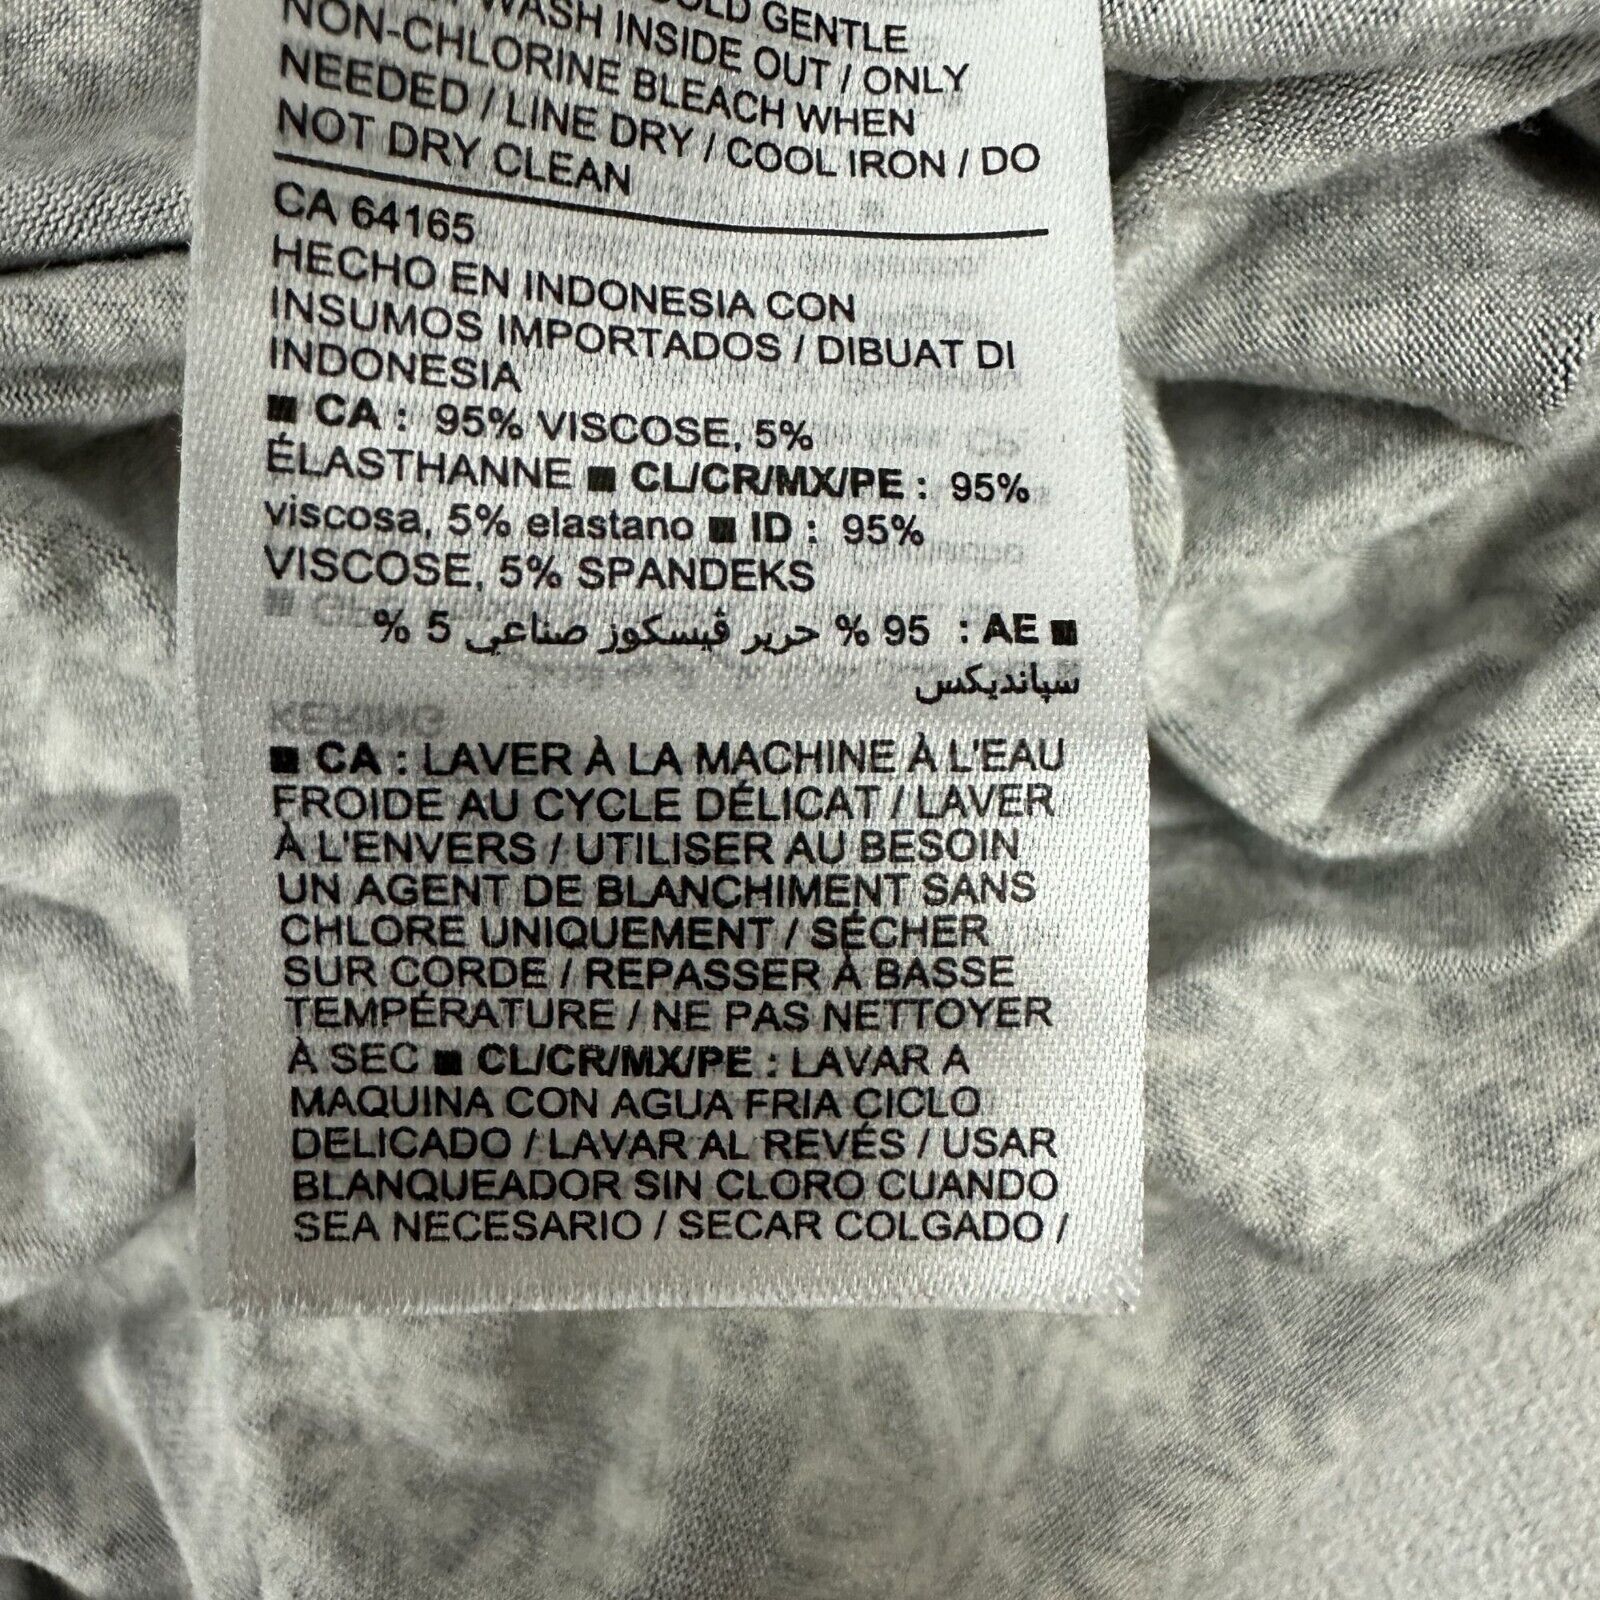 COLD GENTLE
WASH INSIDE OUT / ONLY
NON-CHLORINE BLEACH WHEN
NEEDED / LINE DRY / COOL IRON / DO
NOT DRY CLEAN
CA 64165
HECHO EN INDONESIA CON
INSUMOS IMPORTADOS / DIBUAT DI
INDONESIA
■ CA : 95% VISCOSE, 5%
ÉLASTHANNE ■ CL/CR/MX/PE : 95%
viscosa, 5% elastano ■ ID : 95%
VISCOSE, 5% SPANDEKS
■ AE : 95 % حرير ڤيسكوز صناعي 5 %
سپانديكس
■ CA : LAVER À LA MACHINE À L'EAU
FROIDE AU CYCLE DÉLICAT / LAVER
À L'ENVERS / UTILISER AU BESOIN
UN AGENT DE BLANCHIMENT SANS
CHLORE UNIQUEMENT / SÉCHER
SUR CORDE / REPASSER À BASSE
TEMPÉRATURE / NE PAS NETTOYER
À SEC ■ CL/CR/MX/PE : LAVAR A
MAQUINA CON AGUA FRIA CICLO
DELICADO / LAVAR AL REVÉS / USAR
BLANQUEADOR SIN CLORO CUANDO
SEA NECESARIO / SECAR COLGADO /